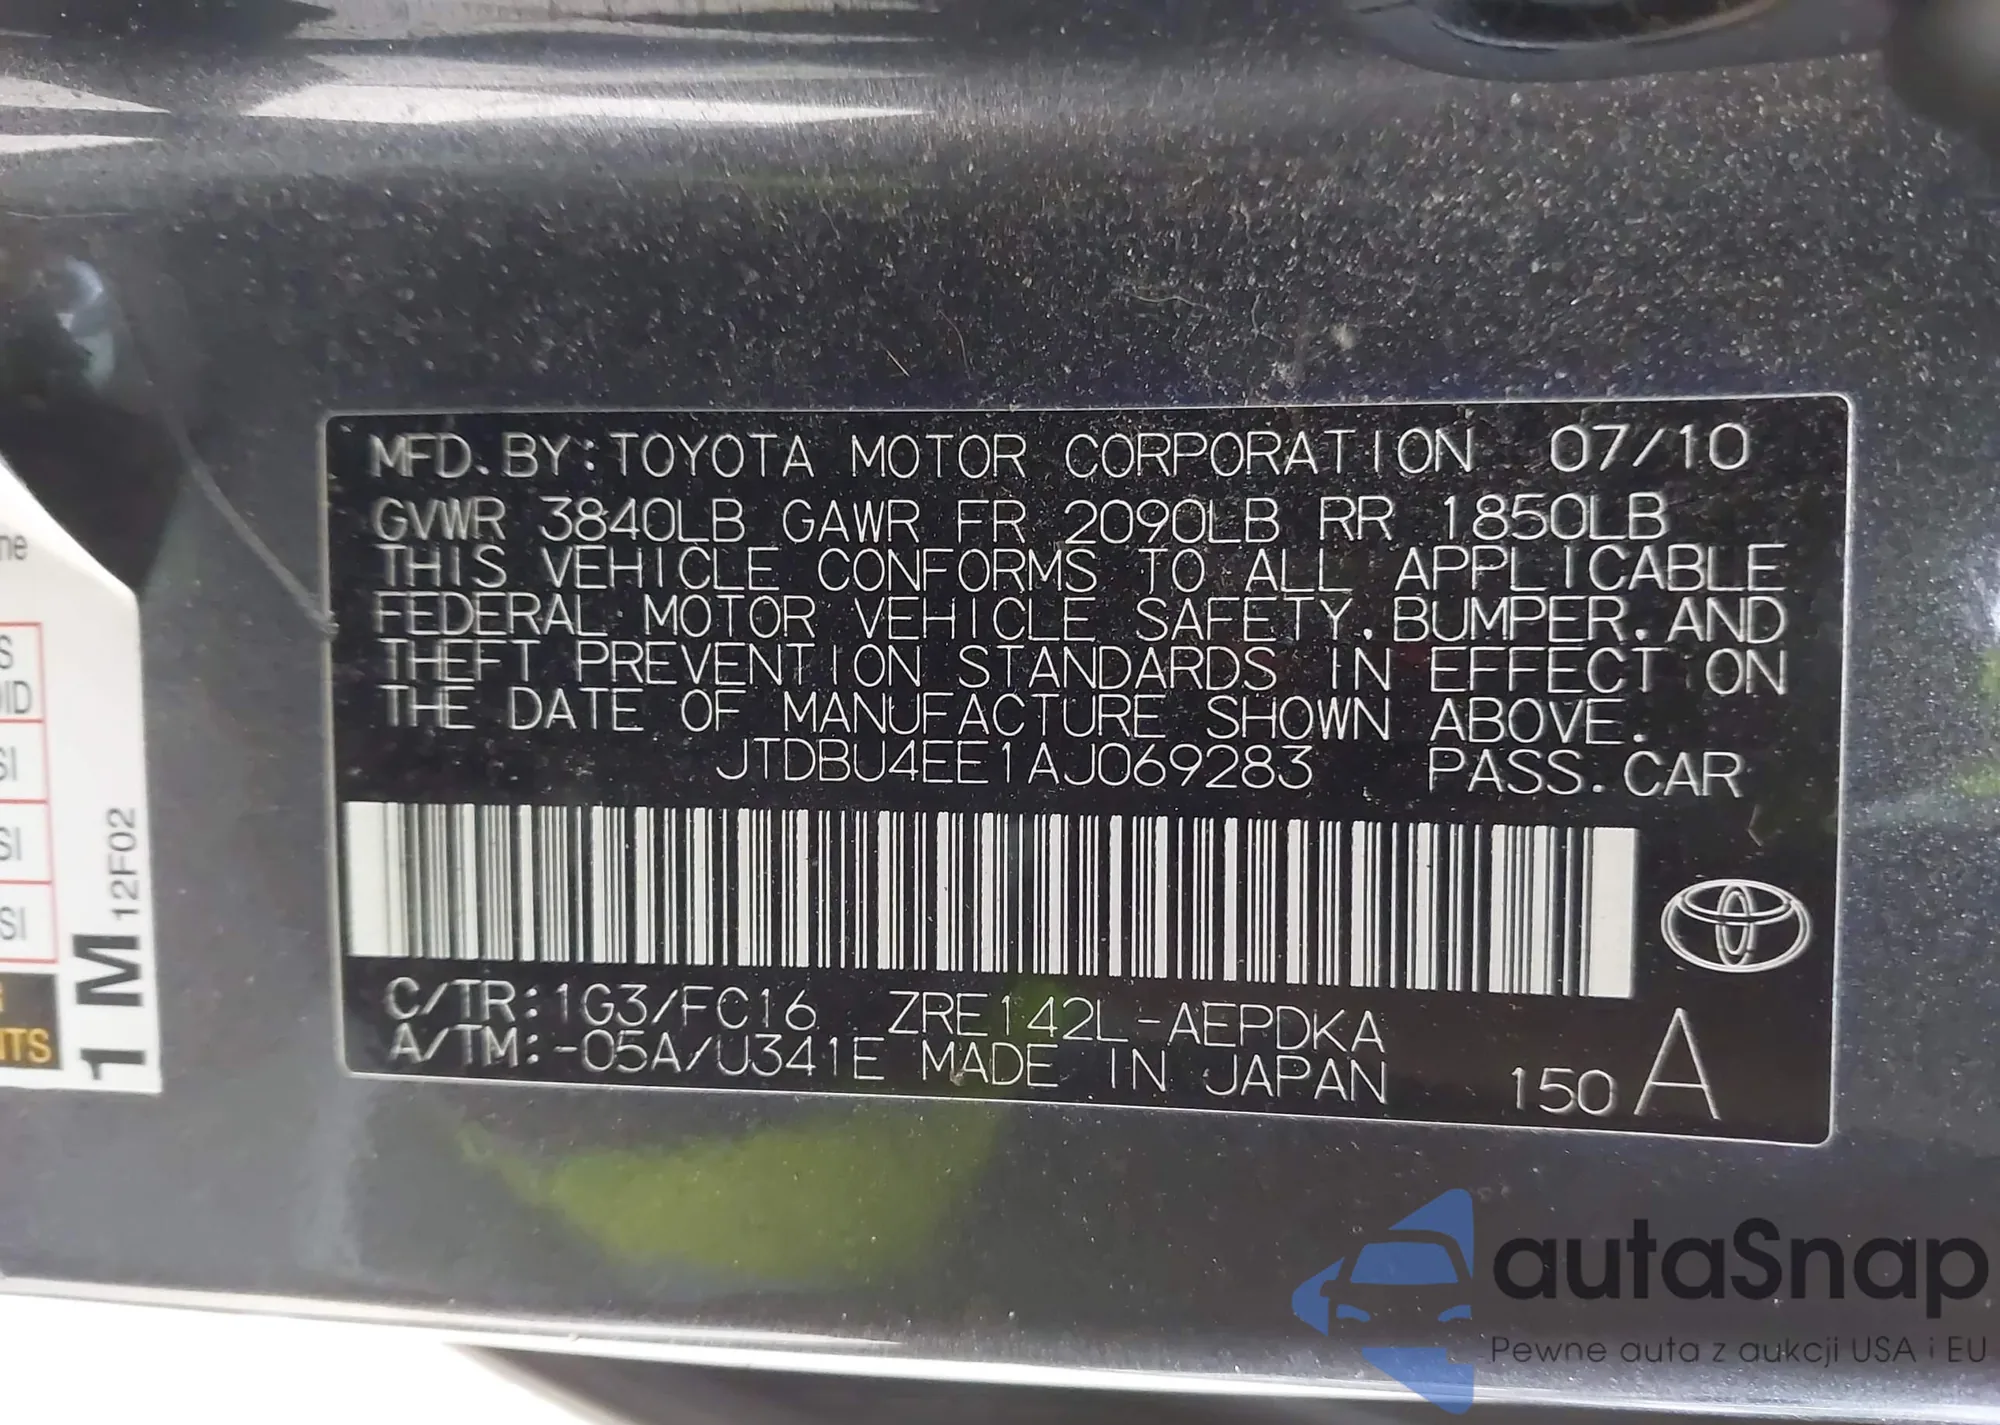 MFD. BY: TOYOTA MOTOR CORPORATION 07/10
GVWR 3840LB GAWR FR 2090LB RR 1850LB
THIS VEHICLE CONFORMS TO ALL APPLICABLE
FEDERAL MOTOR VEHICLE SAFETY. BUMPER. AND
THEFT PREVENTION STANDARDS IN EFFECT ON
THE DATE OF MANUFACTURE SHOWN ABOVE.
JTDBU4EE1AJ069283 PASS. CAR
C/TR: 1G3/FC16 ZRE142L-AEPDKA
A/TM: -05A/U341E MADE IN JAPAN 150 A
1 M 12F02
autaSnap
Pewne auta z aukcji USA i EU